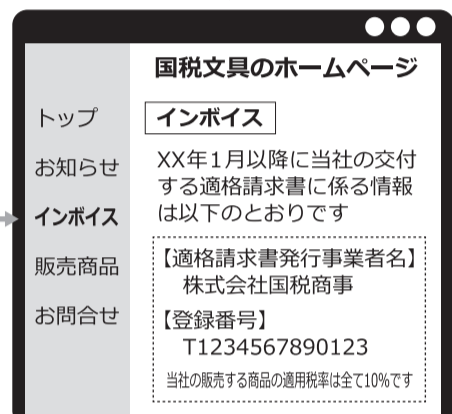 国税文具のホームページ
トップ
お知らせ
インボイス
販売商品
お問合せ
インボイス
XX年1月以降に当社の交付
する適格請求書に係る情報
は以下のとおりです
【適格請求書発行事業者名】
株式会社国税商事
【登録番号】
T1234567890123
当社の販売する商品の適用税率は全て10%です